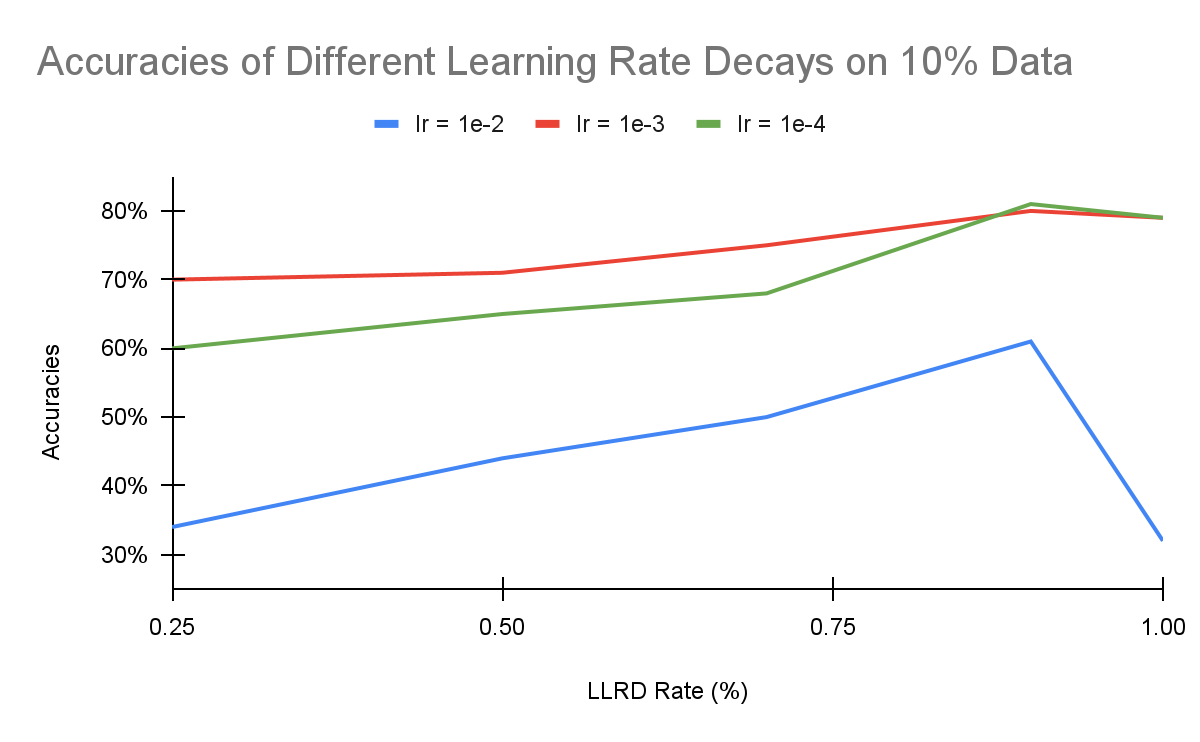 Accuracies of Different Learning Rate Decays on 10% Data
lr = 1e-2 lr = 1e-3 lr = 1e-4
80%
70%
60%
50%
40%
30%
Accuracies
0.25 0.50 0.75 1.00
LLRD Rate (%)